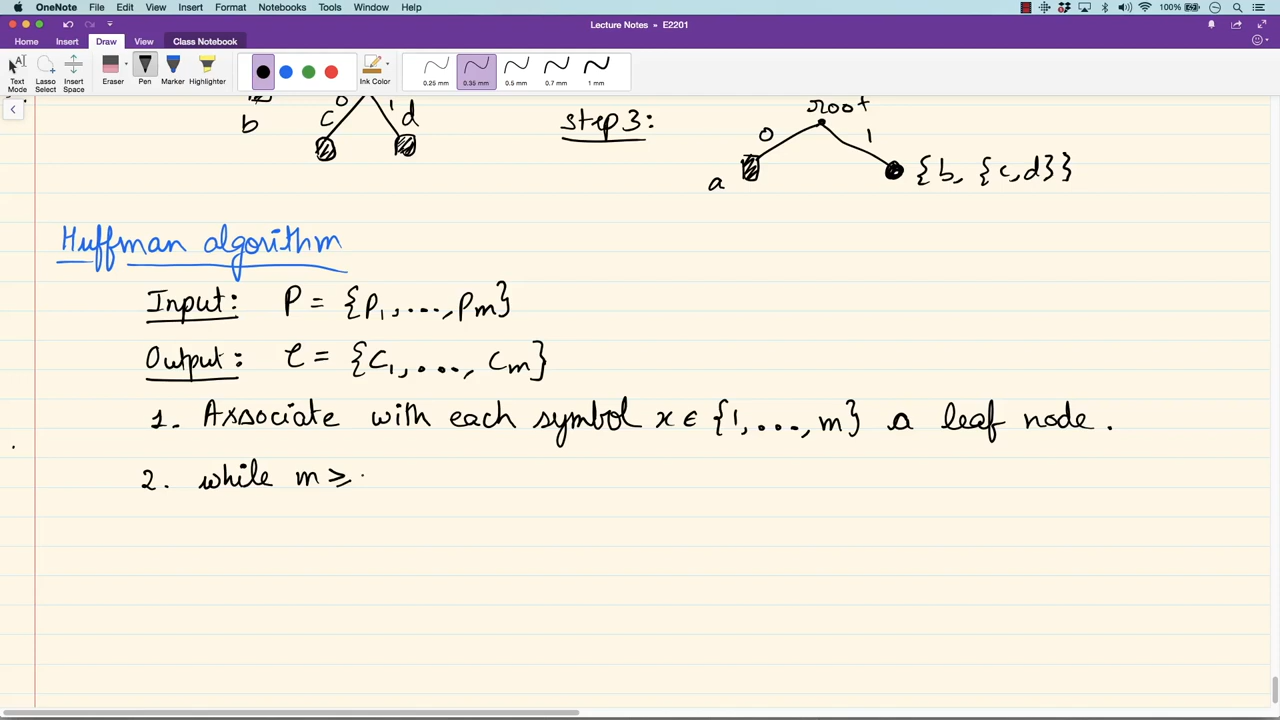 OneNote File Edit View Insert Format Notebooks Tools Window Help 100%
Lecture Notes » E2201
Home Insert Draw View Class Notebook
Text Mode Lasso Select Insert Space Eraser Pen Marker Highlighter Ink Color 0.25 mm 0.35 mm 0.5 mm 0.7 mm 1 mm
0 1 root
b c d step 3: 0 1
a {b, {c,d}}
Huffman algorithm
Input: P = {p1,...,pm}
Output: C = {C1,..., Cm}
1. Associate with each symbol x ∈ {1,...,m} a leaf node.
2. while m ≥